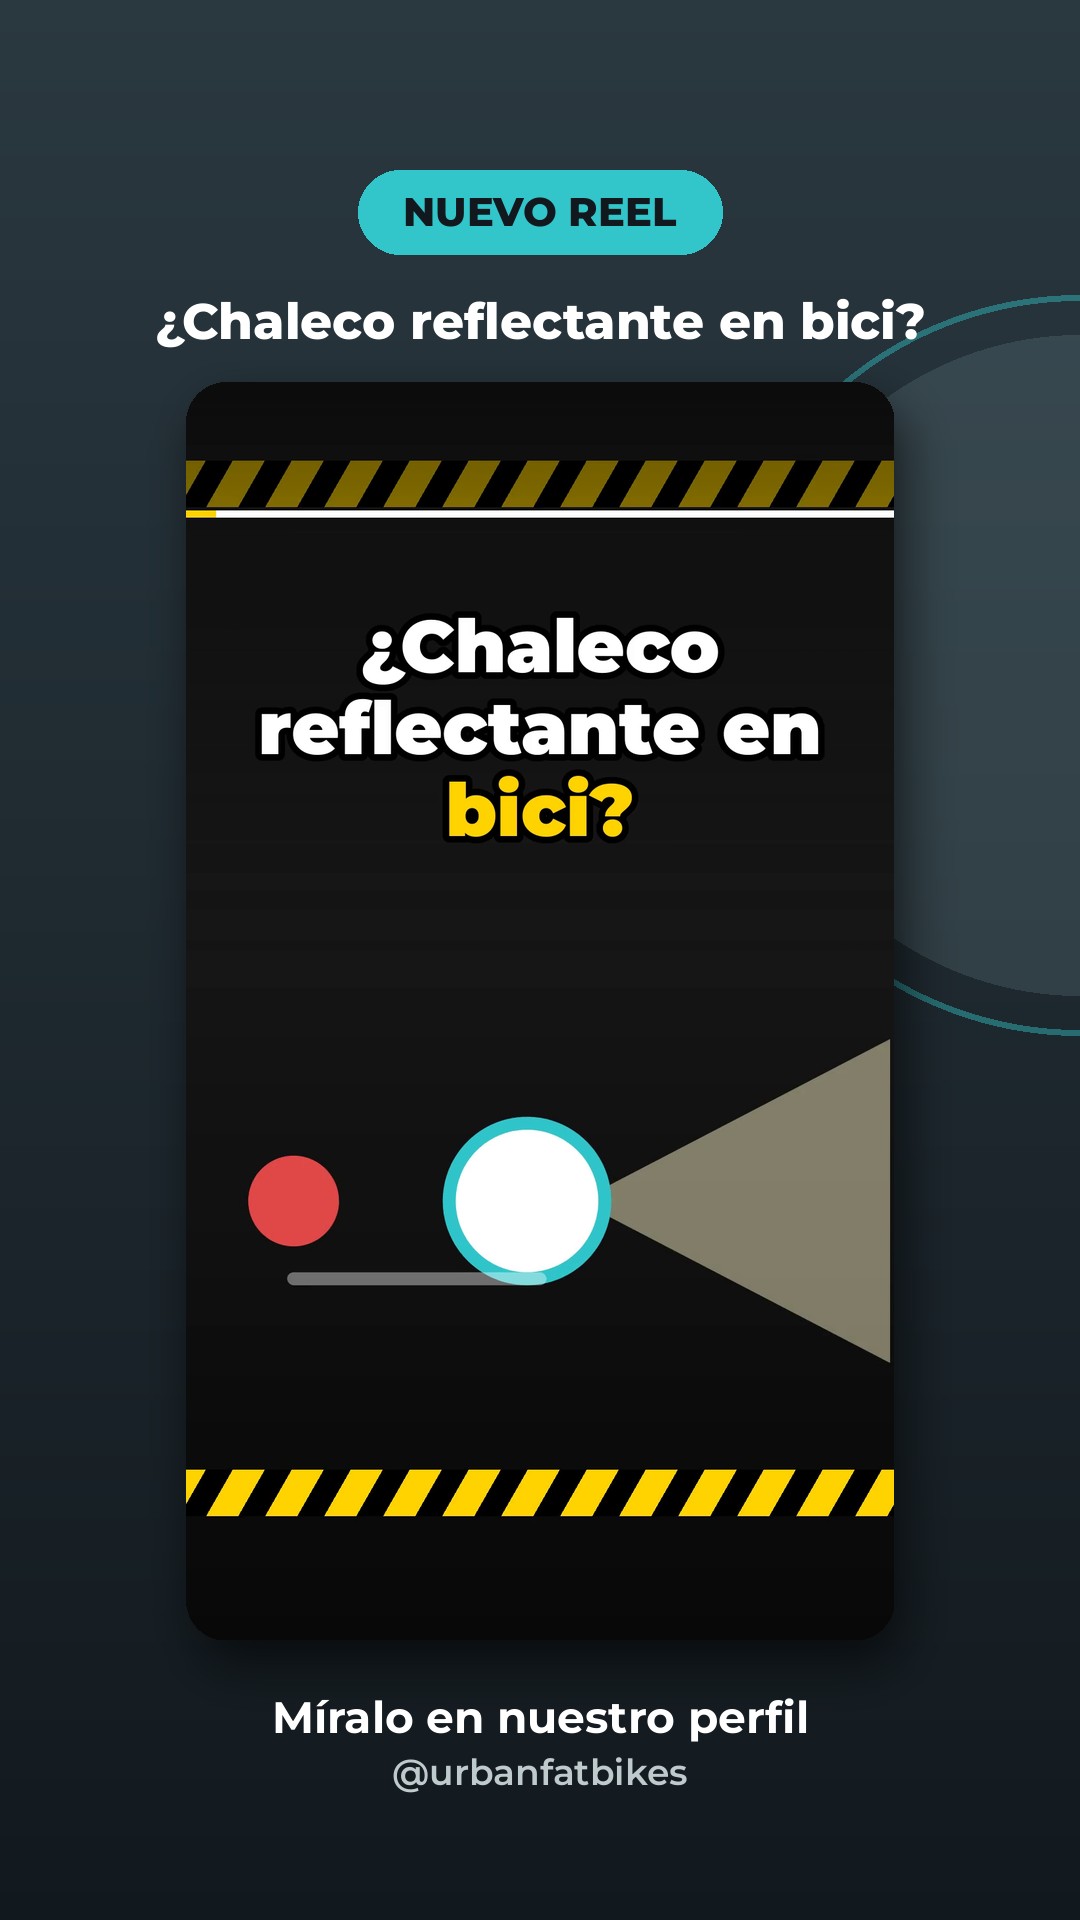 NUEVO REEL
¿Chaleco reflectante en bici?
¿Chaleco
reflectante en
bici?
Míralo en nuestro perfil
@urbanfatbikes